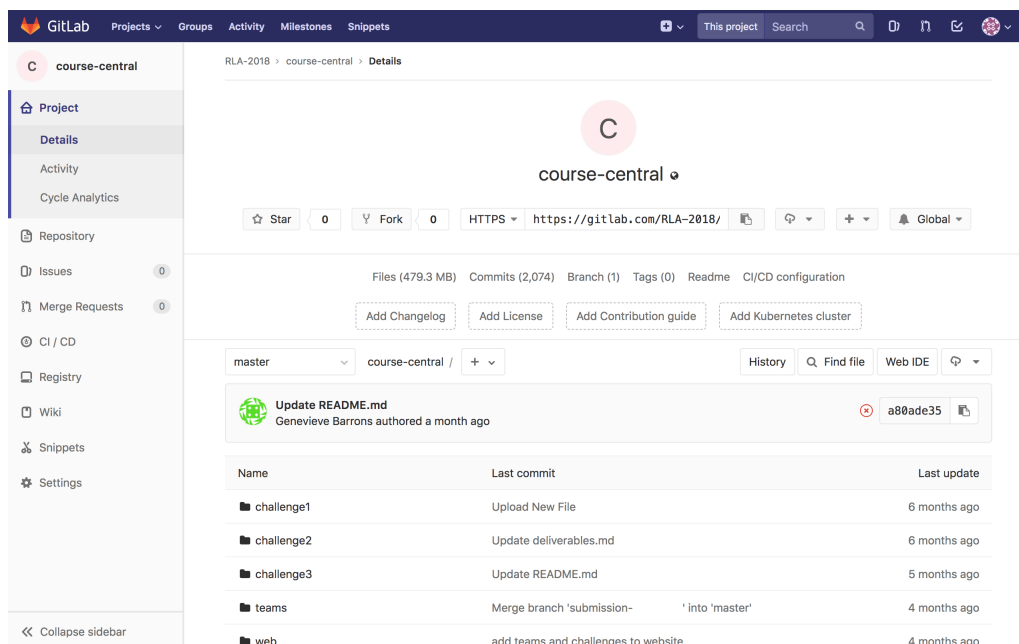 GitLab Projects Groups Activity Milestones Snippets This project Search
C course-central
Project
Details
Activity
Cycle Analytics
Repository
Issues 0
Merge Requests 0
CI / CD
Registry
Wiki
Snippets
Settings
Collapse sidebar
RLA-2018 > course-central > Details
C
course-central
Star 0 Fork 0 HTTPS https://gitlab.com/RLA-2018/ Global
Files (479.3 MB) Commits (2,074) Branch (1) Tags (0) Readme CI/CD configuration
Add Changelog Add License Add Contribution guide Add Kubernetes cluster
master course-central / + History Find file Web IDE
Update README.md
Genevieve Barrons authored a month ago
a80ade35
Name Last commit Last update
challenge1 Upload New File 6 months ago
challenge2 Update deliverables.md 6 months ago
challenge3 Update README.md 5 months ago
teams Merge branch 'submission- ' into 'master' 4 months ago
web add teams and challenges to website 4 months ago